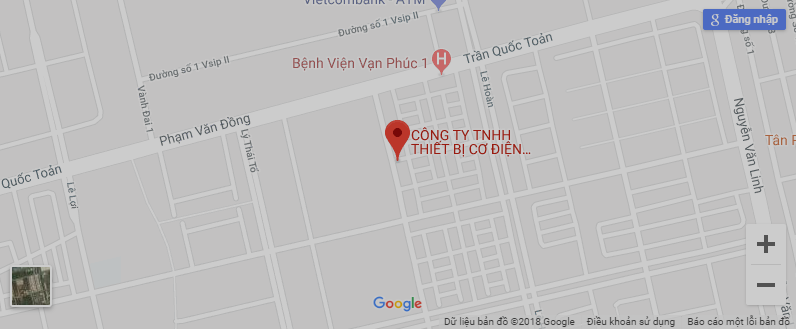 Vietcombank - ATM
Đường số 1 Vsip II
Đăng nhập
Trần Quốc Toản
Bệnh Viện Vạn Phúc 1
Đường số 1 Vsip II
Lê Hoàn
Vành Đai 1
Phạm Văn Đồng
Nguyễn Văn Linh
CÔNG TY TNHH
THIẾT BỊ CƠ ĐIỆN...
Lý Thái Tổ
Tân P
Quốc Toản
Lê Lợi
Google
Dữ liệu bản đồ ©2018 Google Điều khoản sử dụng Báo cáo một lỗi bản đồ